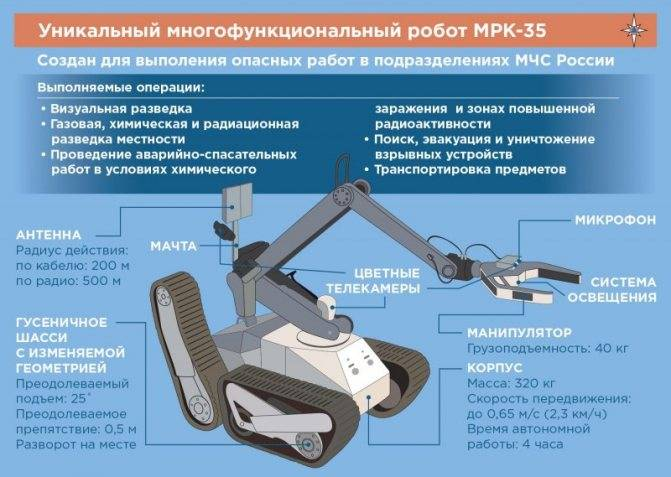 Уникальный многофункциональный робот МРК-35
Создан для выполения опасных работ в подразделениях МЧС России
Выполняемые операции:
• Визуальная разведка
• Газовая, химическая и радиационная
разведка местности
• Проведение аварийно-спасательных
работ в условиях химического
заражения и зонах повышенной
радиоактивности
• Поиск, эвакуация и уничтожение
взрывных устройств
• Транспортировка предметов
АНТЕННА
Радиус действия:
по кабелю: 200 м
по радио: 500 м
МАЧТА
ЦВЕТНЫЕ
ТЕЛЕКАМЕРЫ
МИКРОФОН
СИСТЕМА
ОСВЕЩЕНИЯ
ГУСЕНИЧНОЕ
ШАССИ
С ИЗМЕНЯЕМОЙ
ГЕОМЕТРИЕЙ
Преодолеваемый
подъем: 25°
Преодолеваемое
препятствие: 0,5 м
Разворот на месте
МАНИПУЛЯТОР
Грузоподъемность: 40 кг
КОРПУС
Масса: 320 кг
Скорость передвижения:
до 0,65 м/с (2,3 км/ч)
Время автономной
работы: 4 часа